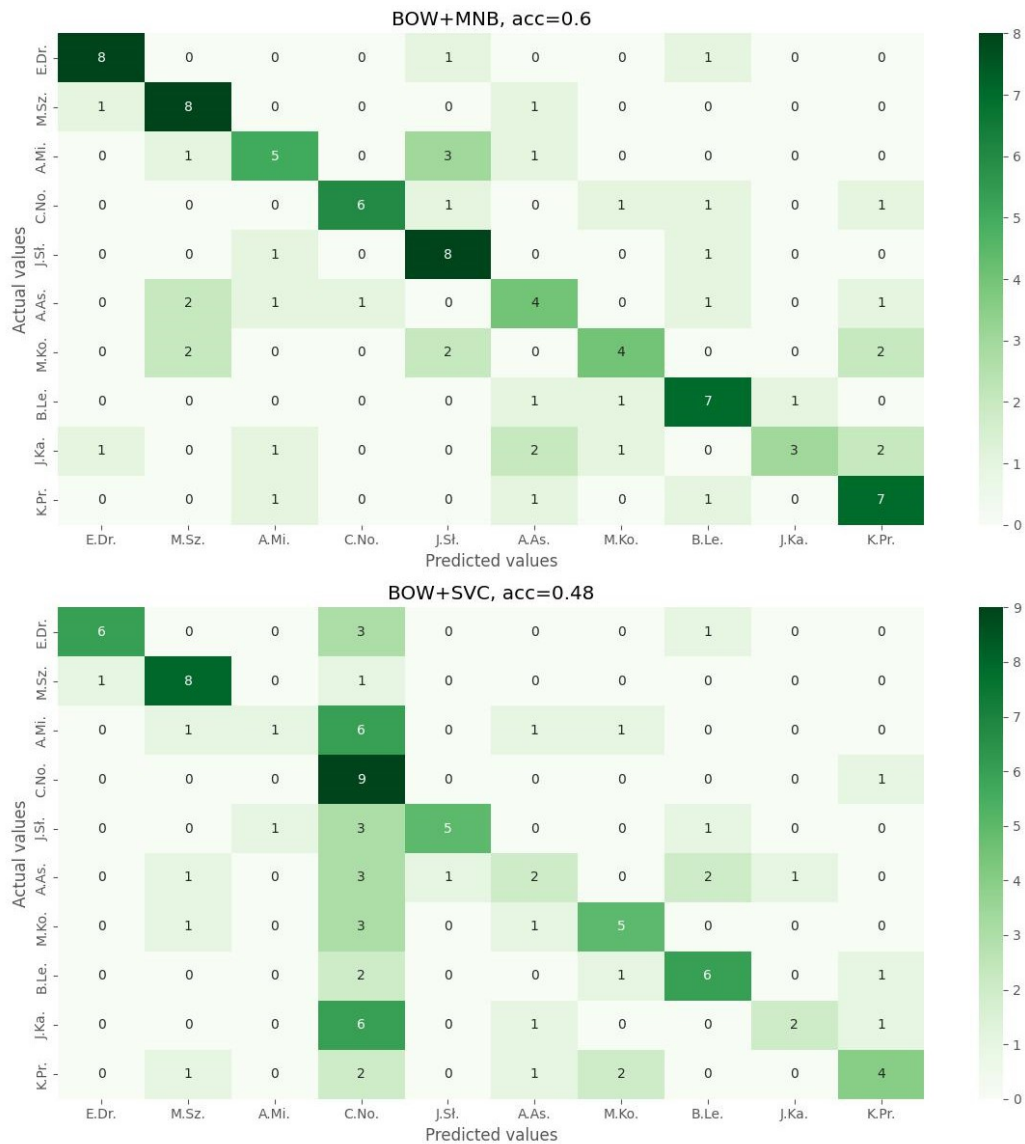 BOW+MNB, acc=0.6
E.Dr. 8 0 0 0 1 0 0 1 0 0
M.Sz. 1 8 0 0 0 1 0 0 0 0
A.Mi. 0 1 5 0 3 1 0 0 0 0
C.No. 0 0 0 6 1 0 1 1 0 1
J.Sł. 0 0 1 0 8 0 0 1 0 0
A.As. 0 2 1 1 0 4 0 1 0 1
M.Ko. 0 2 0 0 2 0 4 0 0 2
B.Le. 0 0 0 0 0 1 1 7 1 0
J.Ka. 1 0 1 0 0 2 1 0 3 2
K.Pr. 0 0 1 0 0 1 0 1 0 7
Actual values
E.Dr. M.Sz. A.Mi. C.No. J.Sł. A.As. M.Ko. B.Le. J.Ka. K.Pr.
Predicted values
8
7
6
5
4
3
2
1
0
BOW+SVC, acc=0.48
E.Dr. 6 0 0 3 0 0 0 1 0 0
M.Sz. 1 8 0 1 0 0 0 0 0 0
A.Mi. 0 1 1 6 0 1 1 0 0 0
C.No. 0 0 0 9 0 0 0 0 0 1
J.Sł. 0 0 1 3 5 0 0 1 0 0
A.As. 0 1 0 3 1 2 0 2 1 0
M.Ko. 0 1 0 3 0 1 5 0 0 0
B.Le. 0 0 0 2 0 0 1 6 0 1
J.Ka. 0 0 0 6 0 1 0 0 2 1
K.Pr. 0 1 0 2 0 1 2 0 0 4
Actual values
E.Dr. M.Sz. A.Mi. C.No. J.Sł. A.As. M.Ko. B.Le. J.Ka. K.Pr.
Predicted values
9
8
7
6
5
4
3
2
1
0